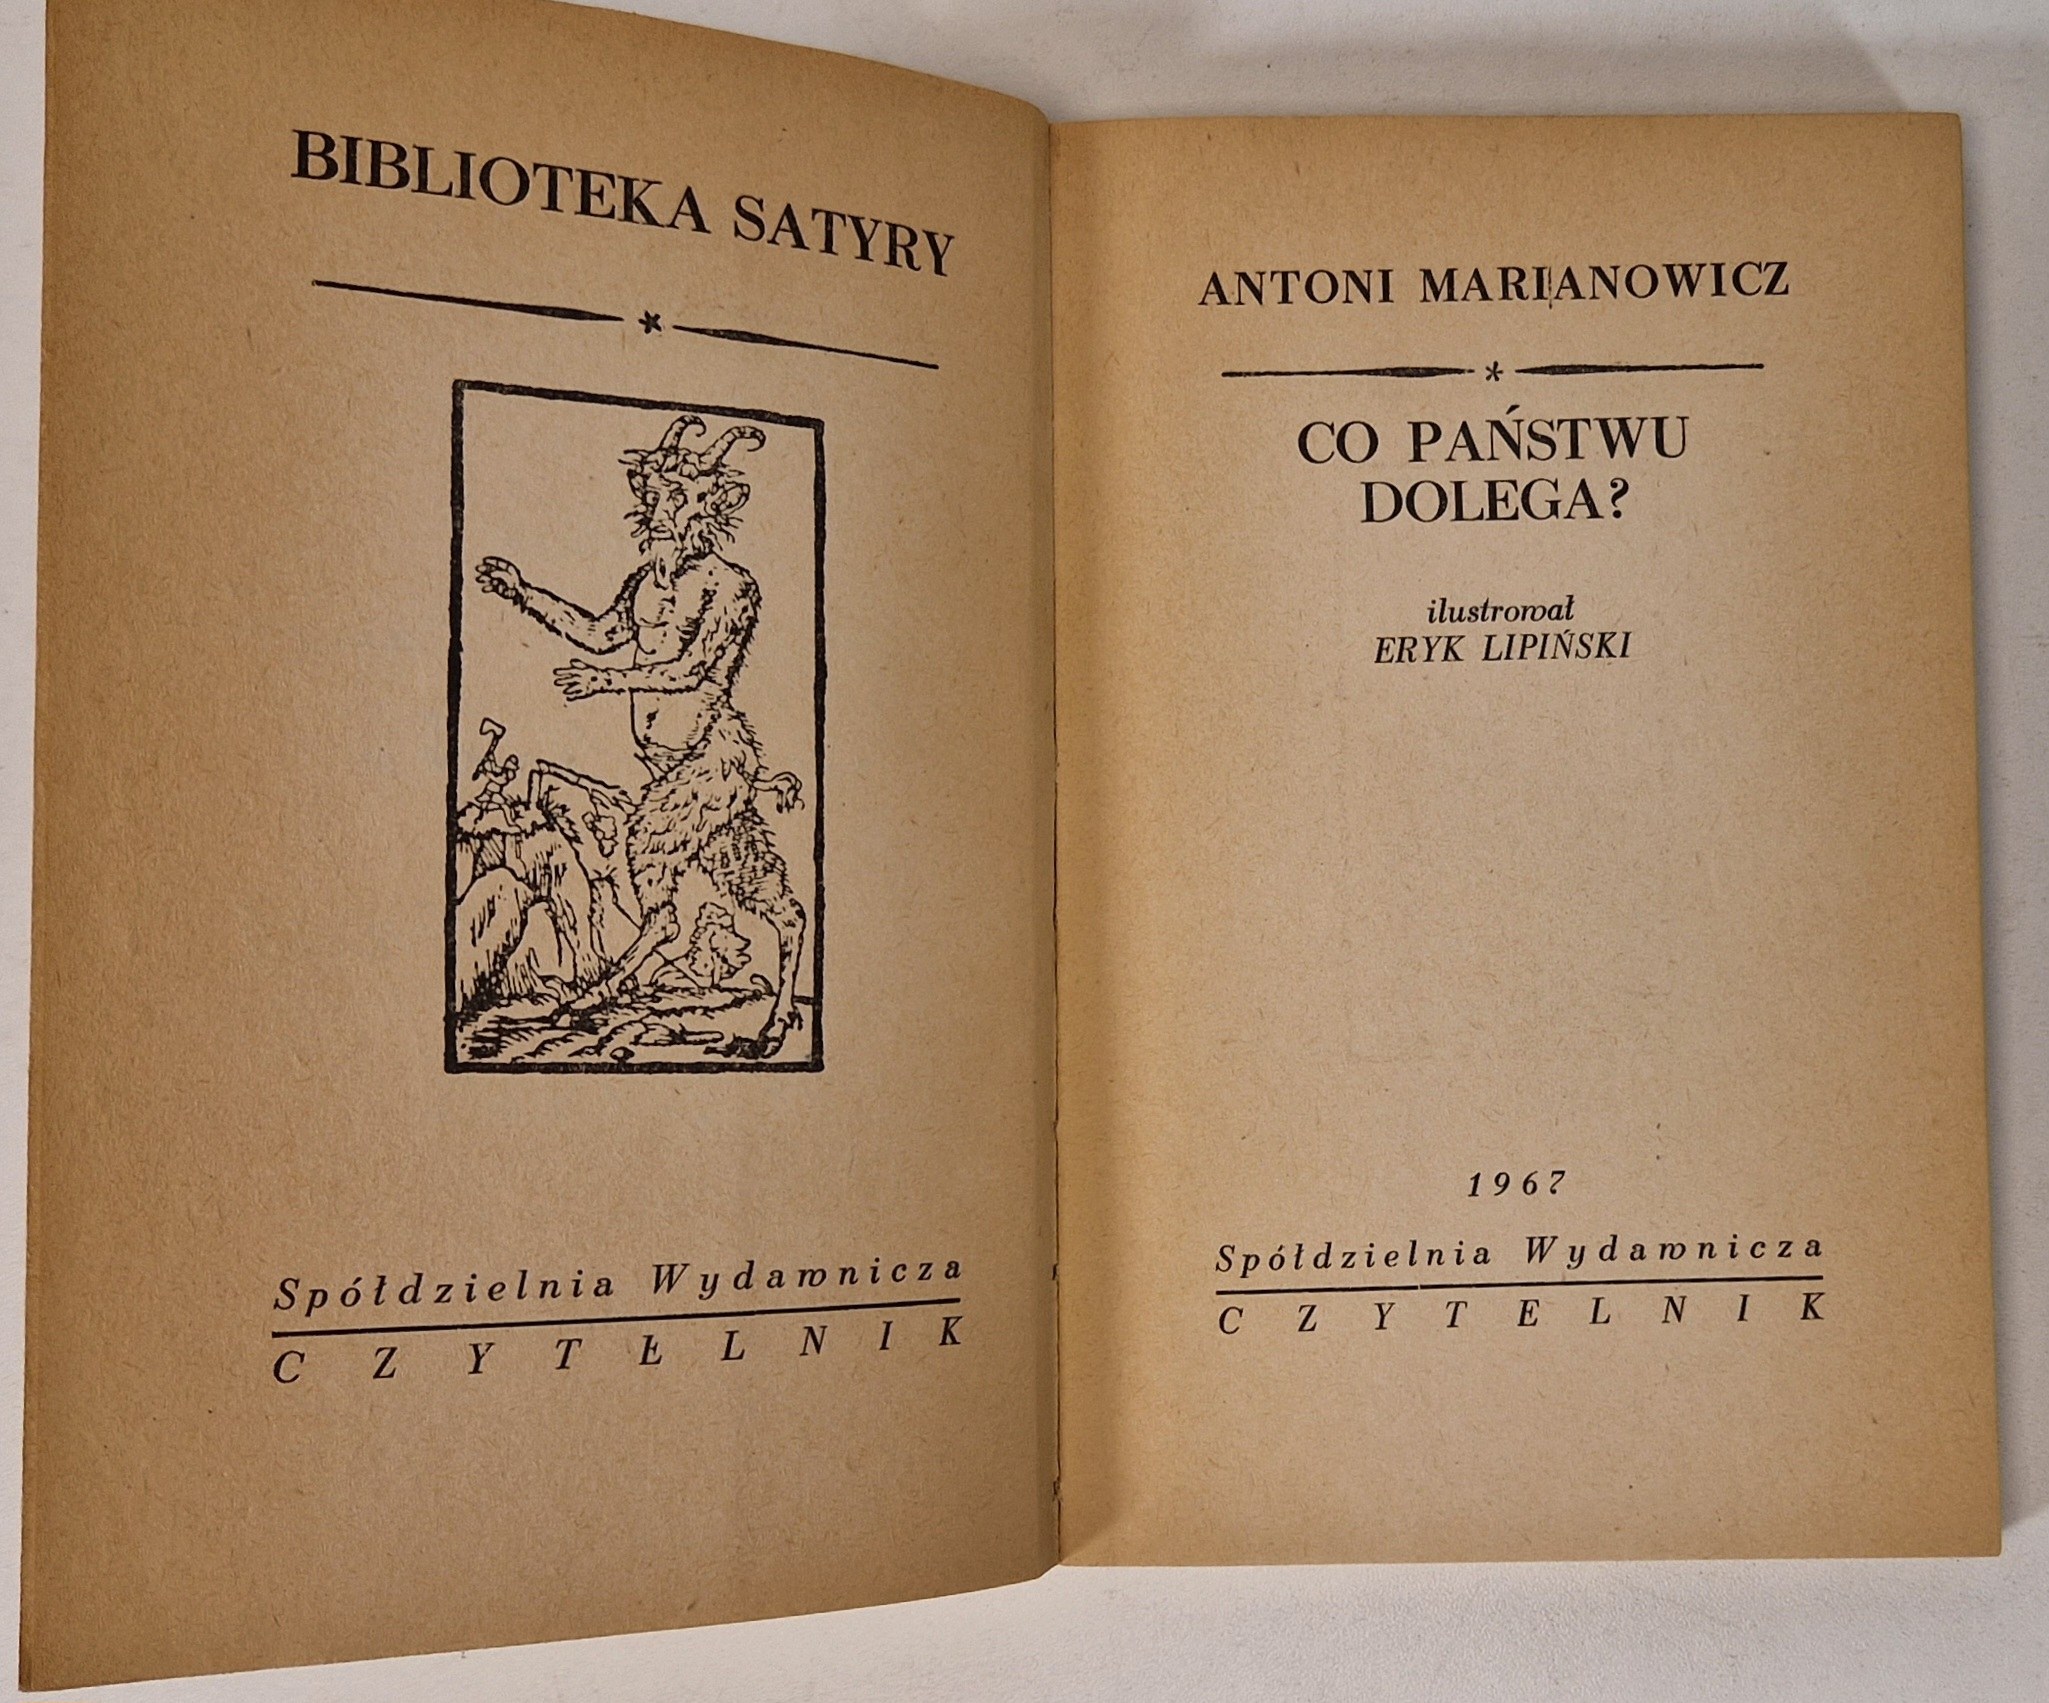 BIBLIOTEKA SATYRY
Spółdzielnia Wydawnicza
CZYTELNIK
ANTONI MARIANOWICZ
CO PAŃSTWU
DOLEGA?
ilustrował
ERYK LIPIŃSKI
1967
Spółdzielnia Wydawnicza
CZYTELNIK